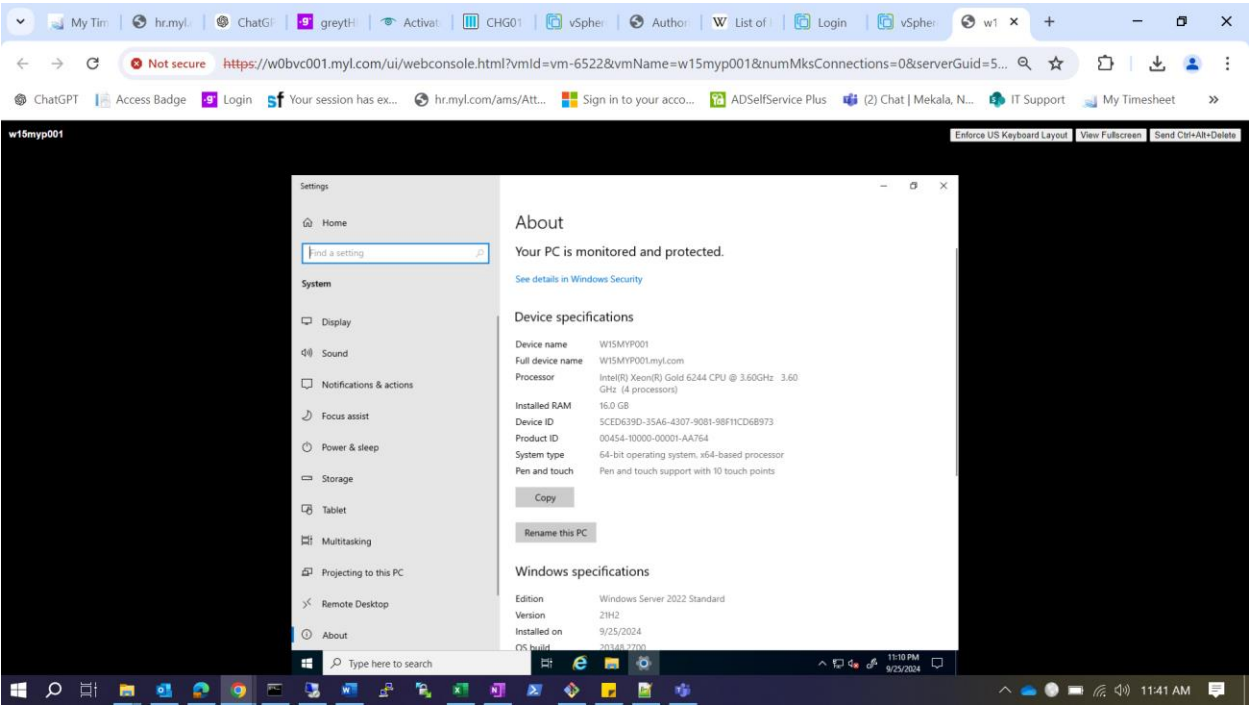 My Tim
hr.myl.
ChatGF
greytH
Activat
CHG01
vSpher
Author
List of
Login
vSpher
w1
Not secure https://w0bvc001.myl.com/ui/webconsole.html?vmId=vm-6522&vmName=w15myp001&numMksConnections=0&serverGuid=5...
ChatGPT
Access Badge
Login
Your session has ex...
hr.myl.com/ams/Att...
Sign in to your acco...
ADSelfService Plus
(2) Chat | Mekala, N...
IT Support
My Timesheet
w15myp001
Enforce US Keyboard Layout
View Fullscreen
Send Ctrl+Alt+Delete
Settings
Home
Find a setting
System
Display
Sound
Notifications & actions
Focus assist
Power & sleep
Storage
Tablet
Multitasking
Projecting to this PC
Remote Desktop
About
About
Your PC is monitored and protected.
See details in Windows Security
Device specifications
Device name W15MYP001
Full device name W15MYP001.myl.com
Processor Intel(R) Xeon(R) Gold 6244 CPU @ 3.60GHz 3.60
GHz (4 processors)
Installed RAM 16.0 GB
Device ID 5CED639D-35A6-4307-9081-98F11CD6B973
Product ID 00454-10000-00001-AA764
System type 64-bit operating system, x64-based processor
Pen and touch Pen and touch support with 10 touch points
Copy
Rename this PC
Windows specifications
Edition Windows Server 2022 Standard
Version 21H2
Installed on 9/25/2024
OS build 20348.2700
Type here to search
11:10 PM
9/25/2024
11:41 AM